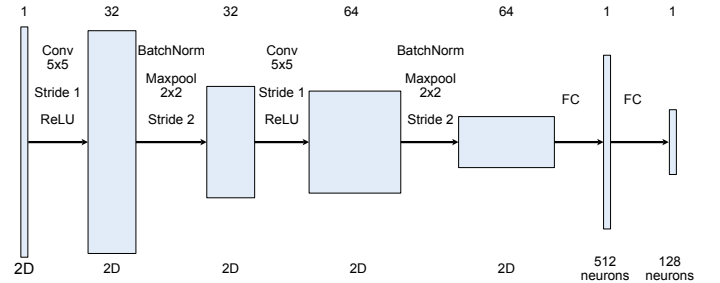 1 32 32 64 64 1 1
Conv
5x5
Stride 1
ReLU
BatchNorm
Maxpool
2x2
Stride 2
Conv
5x5
Stride 1
ReLU
BatchNorm
Maxpool
2x2
Stride 2
FC
FC
2D 2D 2D 2D 2D
512
neurons
128
neurons